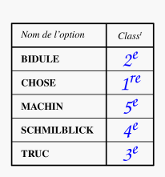 Nom de l'option Class^t
BIDULE 2^e
CHOSE 1^re
MACHIN 5^e
SCHMILBLICK 4^e
TRUC 3^e